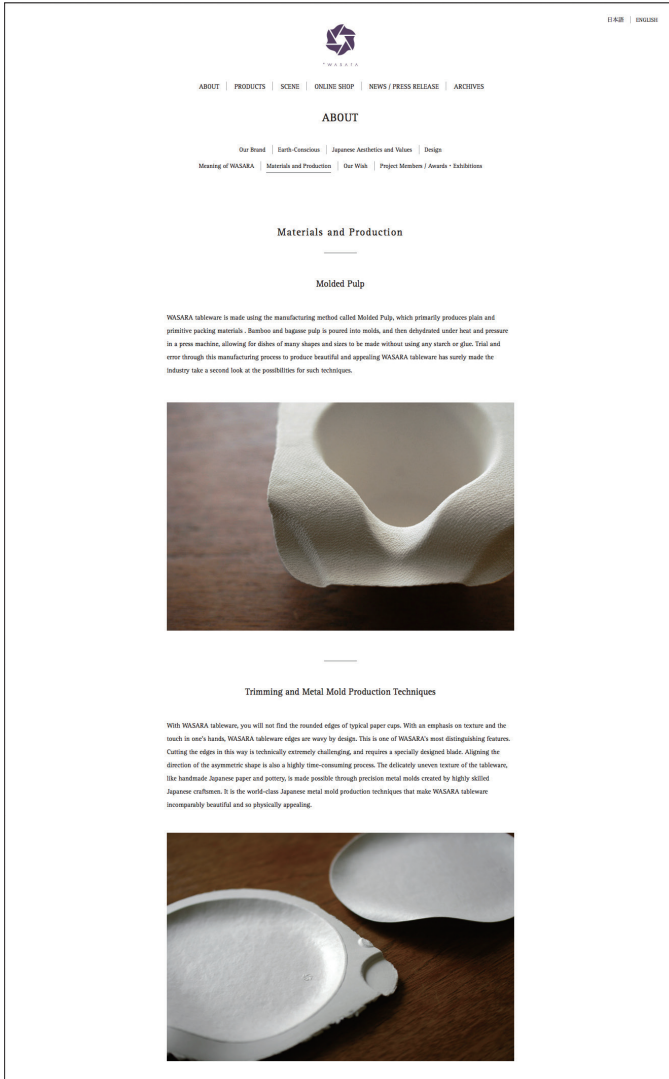 日本語 | ENGLISH
WASARA
ABOUT | PRODUCTS | SCENE | ONLINE SHOP | NEWS / PRESS RELEASE | ARCHIVES
ABOUT
Our Brand | Earth-Conscious | Japanese Aesthetics and Values | Design
Meaning of WASARA | Materials and Production | Our Wish | Project Members / Awards・Exhibitions
Materials and Production
Molded Pulp
WASARA tableware is made using the manufacturing method called Molded Pulp, which primarily produces plain and
primitive packing materials . Bamboo and bagasse pulp is poured into molds, and then dehydrated under heat and pressure
in a press machine, allowing for dishes of many shapes and sizes to be made without using any starch or glue. Trial and
error through this manufacturing process to produce beautiful and appealing WASARA tableware has surely made the
industry take a second look at the possibilities for such techniques.
Trimming and Metal Mold Production Techniques
With WASARA tableware, you will not find the rounded edges of typical paper cups. With an emphasis on texture and the
touch in one's hands, WASARA tableware edges are wavy by design. This is one of WASARA's most distinguishing features.
Cutting the edges in this way is technically extremely challenging, and requires a specially designed blade. Aligning the
direction of the asymmetric shape is also a highly time-consuming process. The delicately uneven texture of the tableware,
like handmade Japanese paper and pottery, is made possible through precision metal molds created by highly skilled
Japanese craftsmen. It is the world-class Japanese metal mold production techniques that make WASARA tableware
incomparably beautiful and so physically appealing.